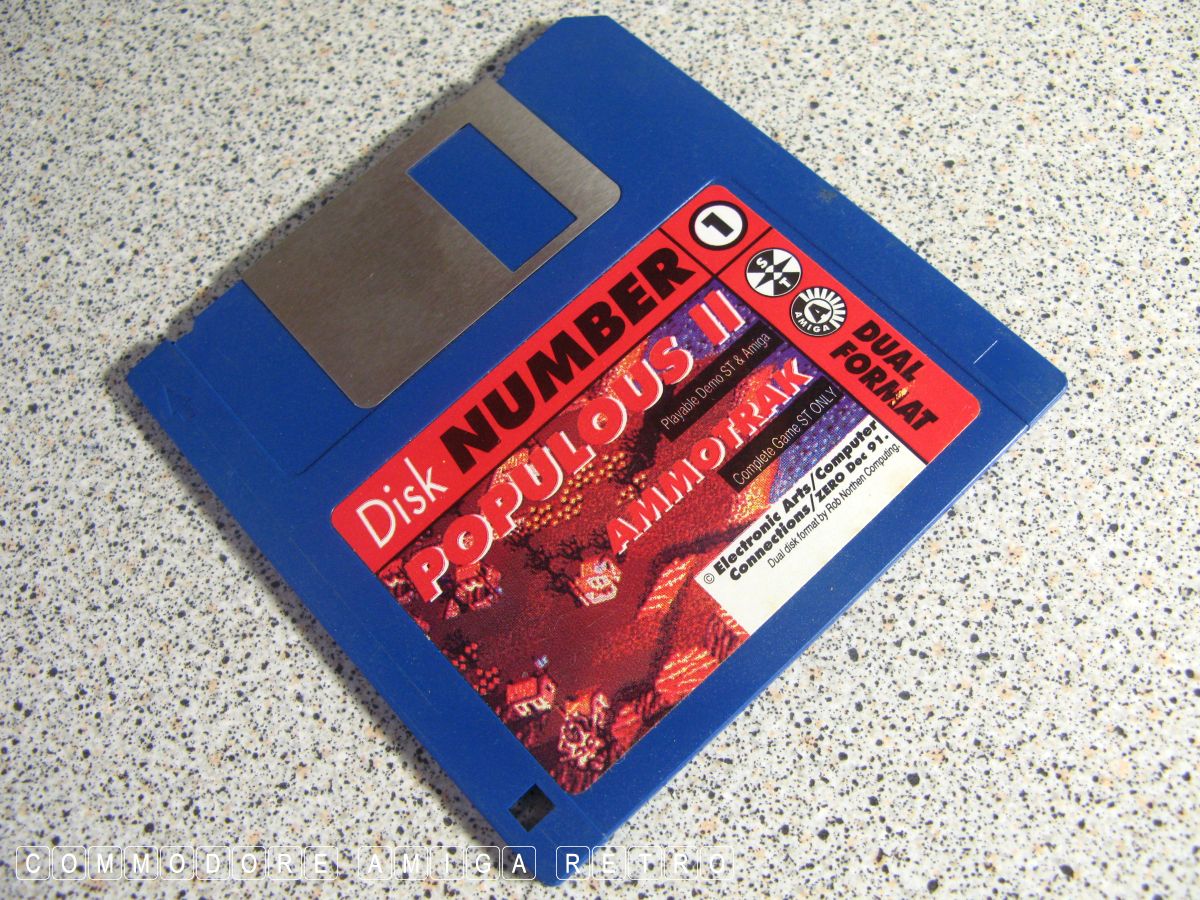 Disk NUMBER 1
POPULOUS II
Playable Demo ST & Amiga
AMMOTRAK
Complete Game ST ONLY
ST
A
AMIGA
DUAL
FORMAT
© Electronic Arts/Computer
Connections/ZERO Dec 91.
Dual disk format by Rob Northen Computing.
COMMODORE AMIGA RETRO